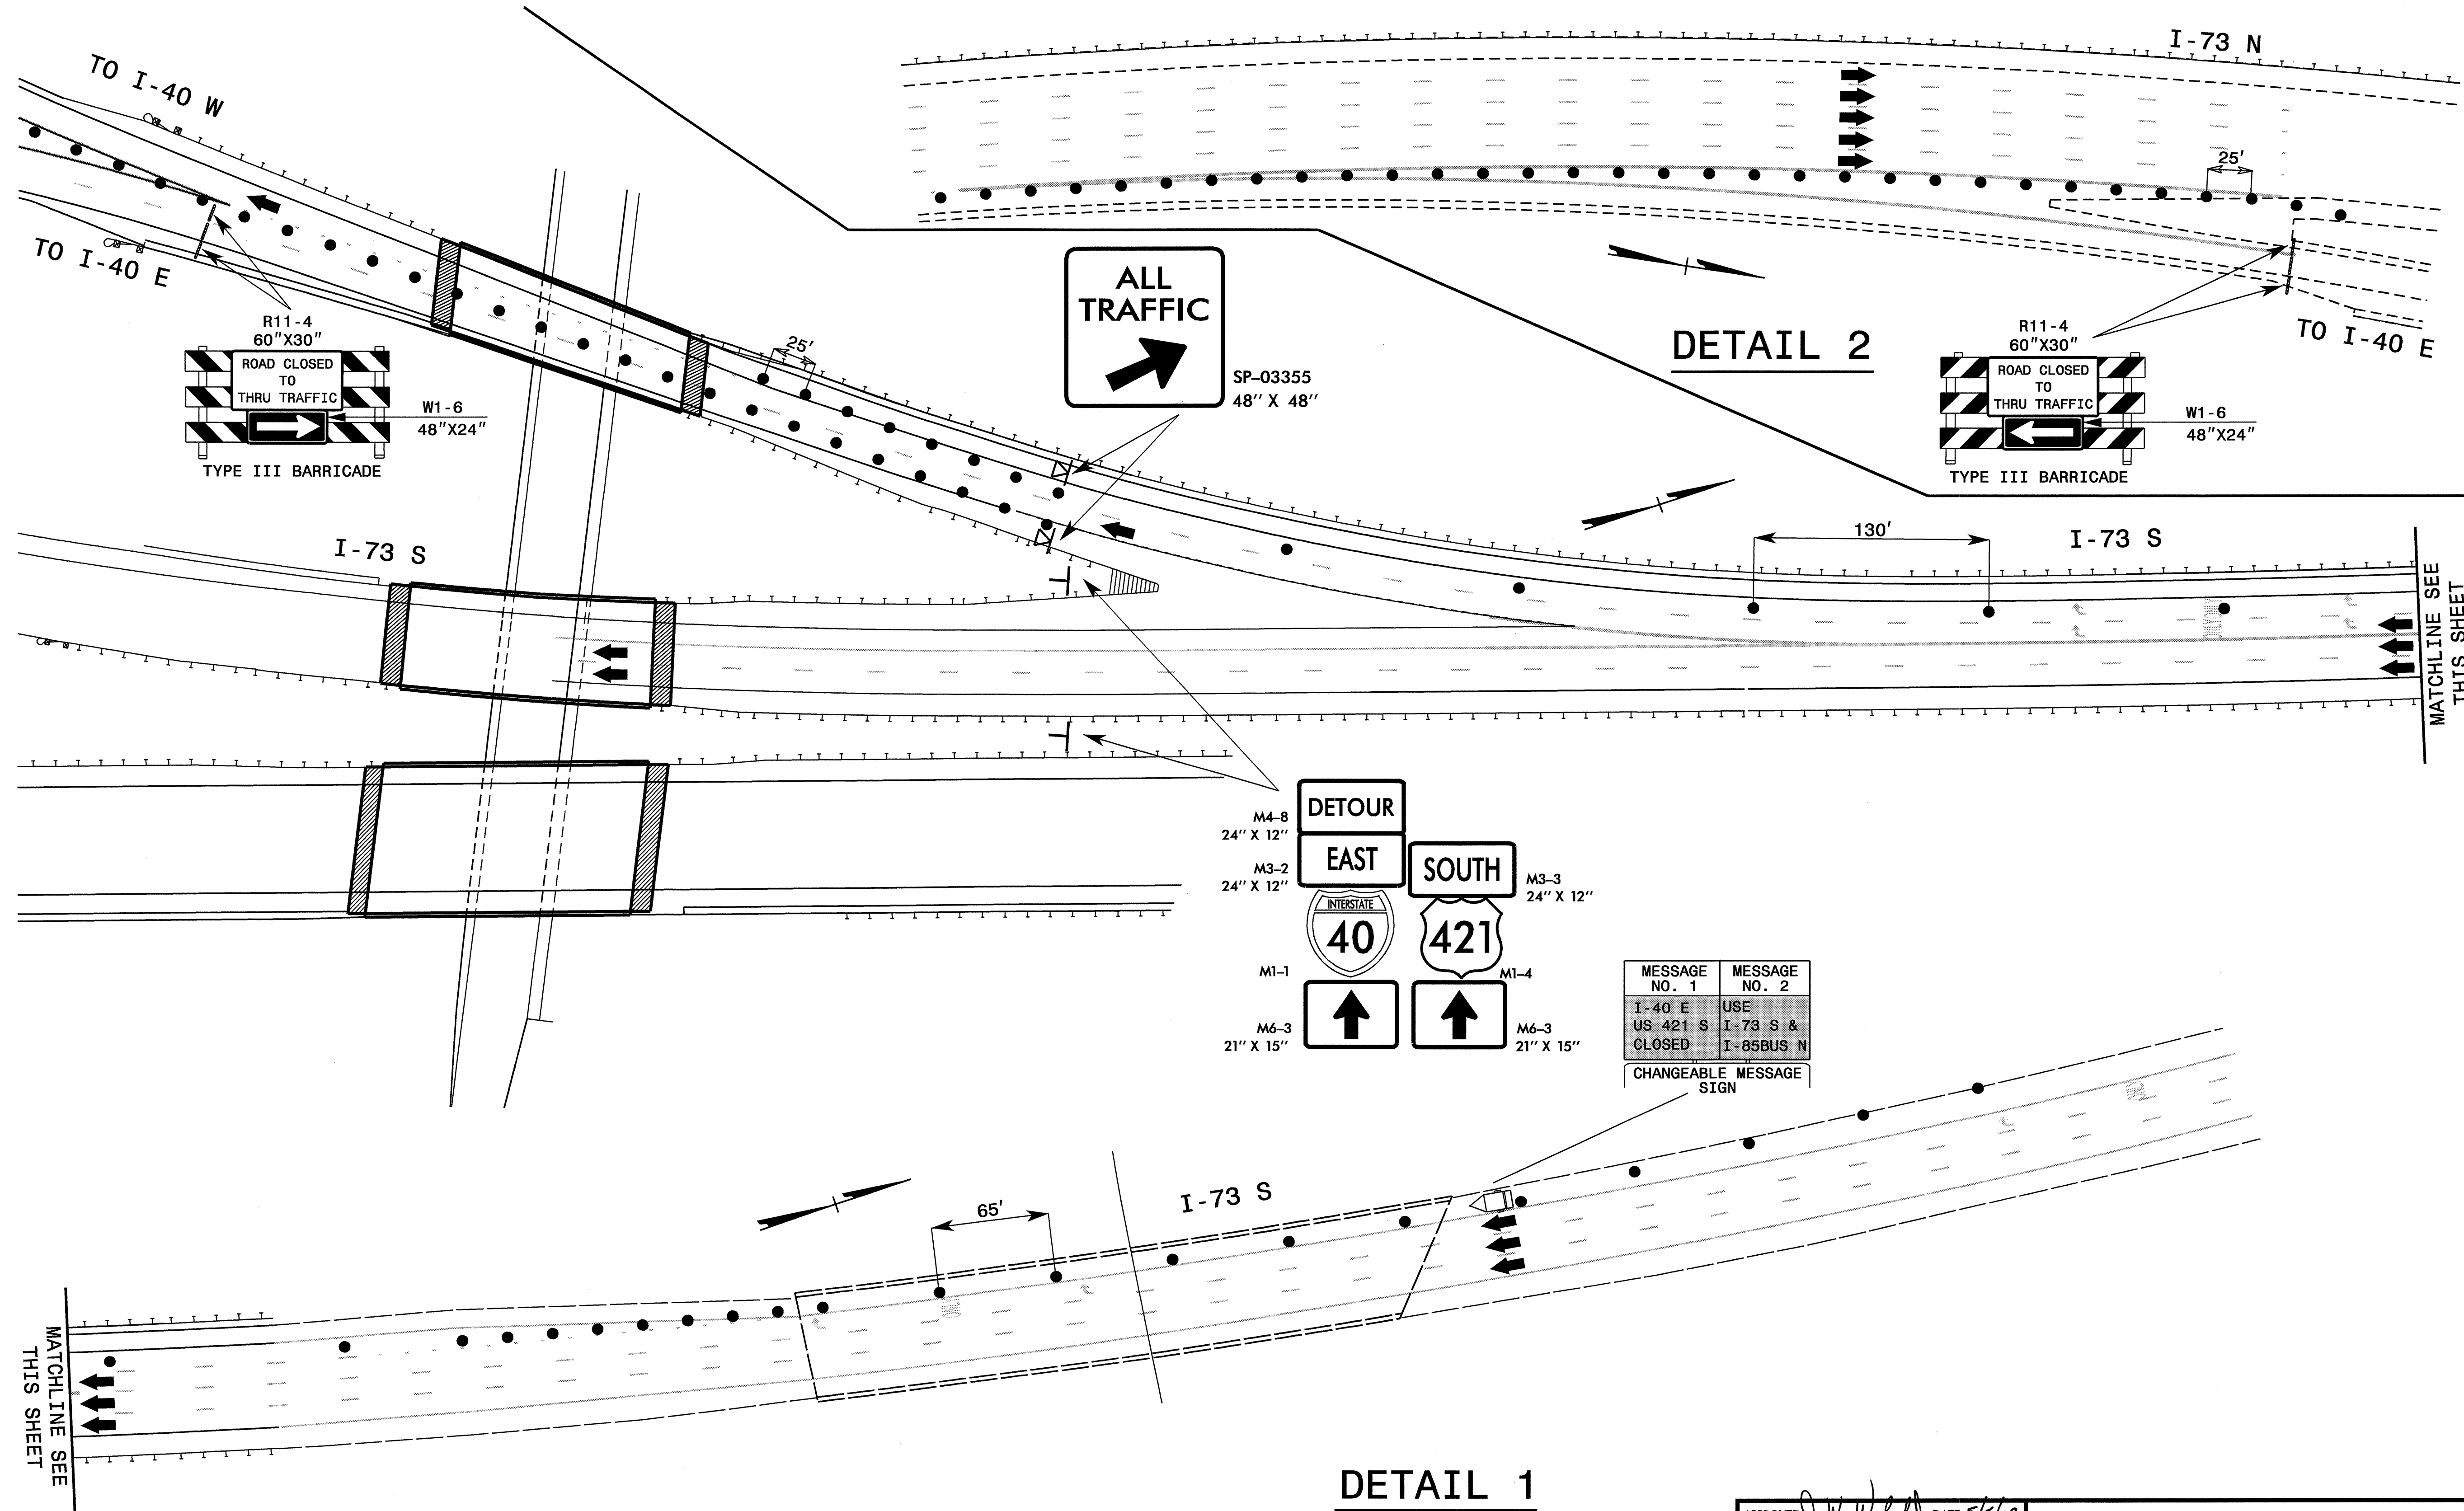 I-73 N
TO I-40 W
25'
TO I-40 E
ALL
TRAFFIC
SP-03355
48" X 48"
R11-4
60"X30"
ROAD CLOSED
TO
THRU TRAFFIC
W1-6
48"X24"
TYPE III BARRICADE
25'
DETAIL 2
TO I-40 E
R11-4
60"X30"
ROAD CLOSED
TO
THRU TRAFFIC
W1-6
48"X24"
TYPE III BARRICADE
I-73 S
130'
I-73 S
MATCHLINE SEE
THIS SHEET
M4-8
24" X 12"
DETOUR
M3-2
24" X 12"
EAST
SOUTH
M3-3
24" X 12"
INTERSTATE
40
421
M1-1
M1-4
M6-3
21" X 15"
M6-3
21" X 15"
MESSAGE
NO. 1
MESSAGE
NO. 2
I-40 E
US 421 S
CLOSED
USE
I-73 S &
I-85BUS N
CHANGEABLE MESSAGE
SIGN
65'
I-73 S
MATCHLINE SEE
THIS SHEET
DETAIL 1